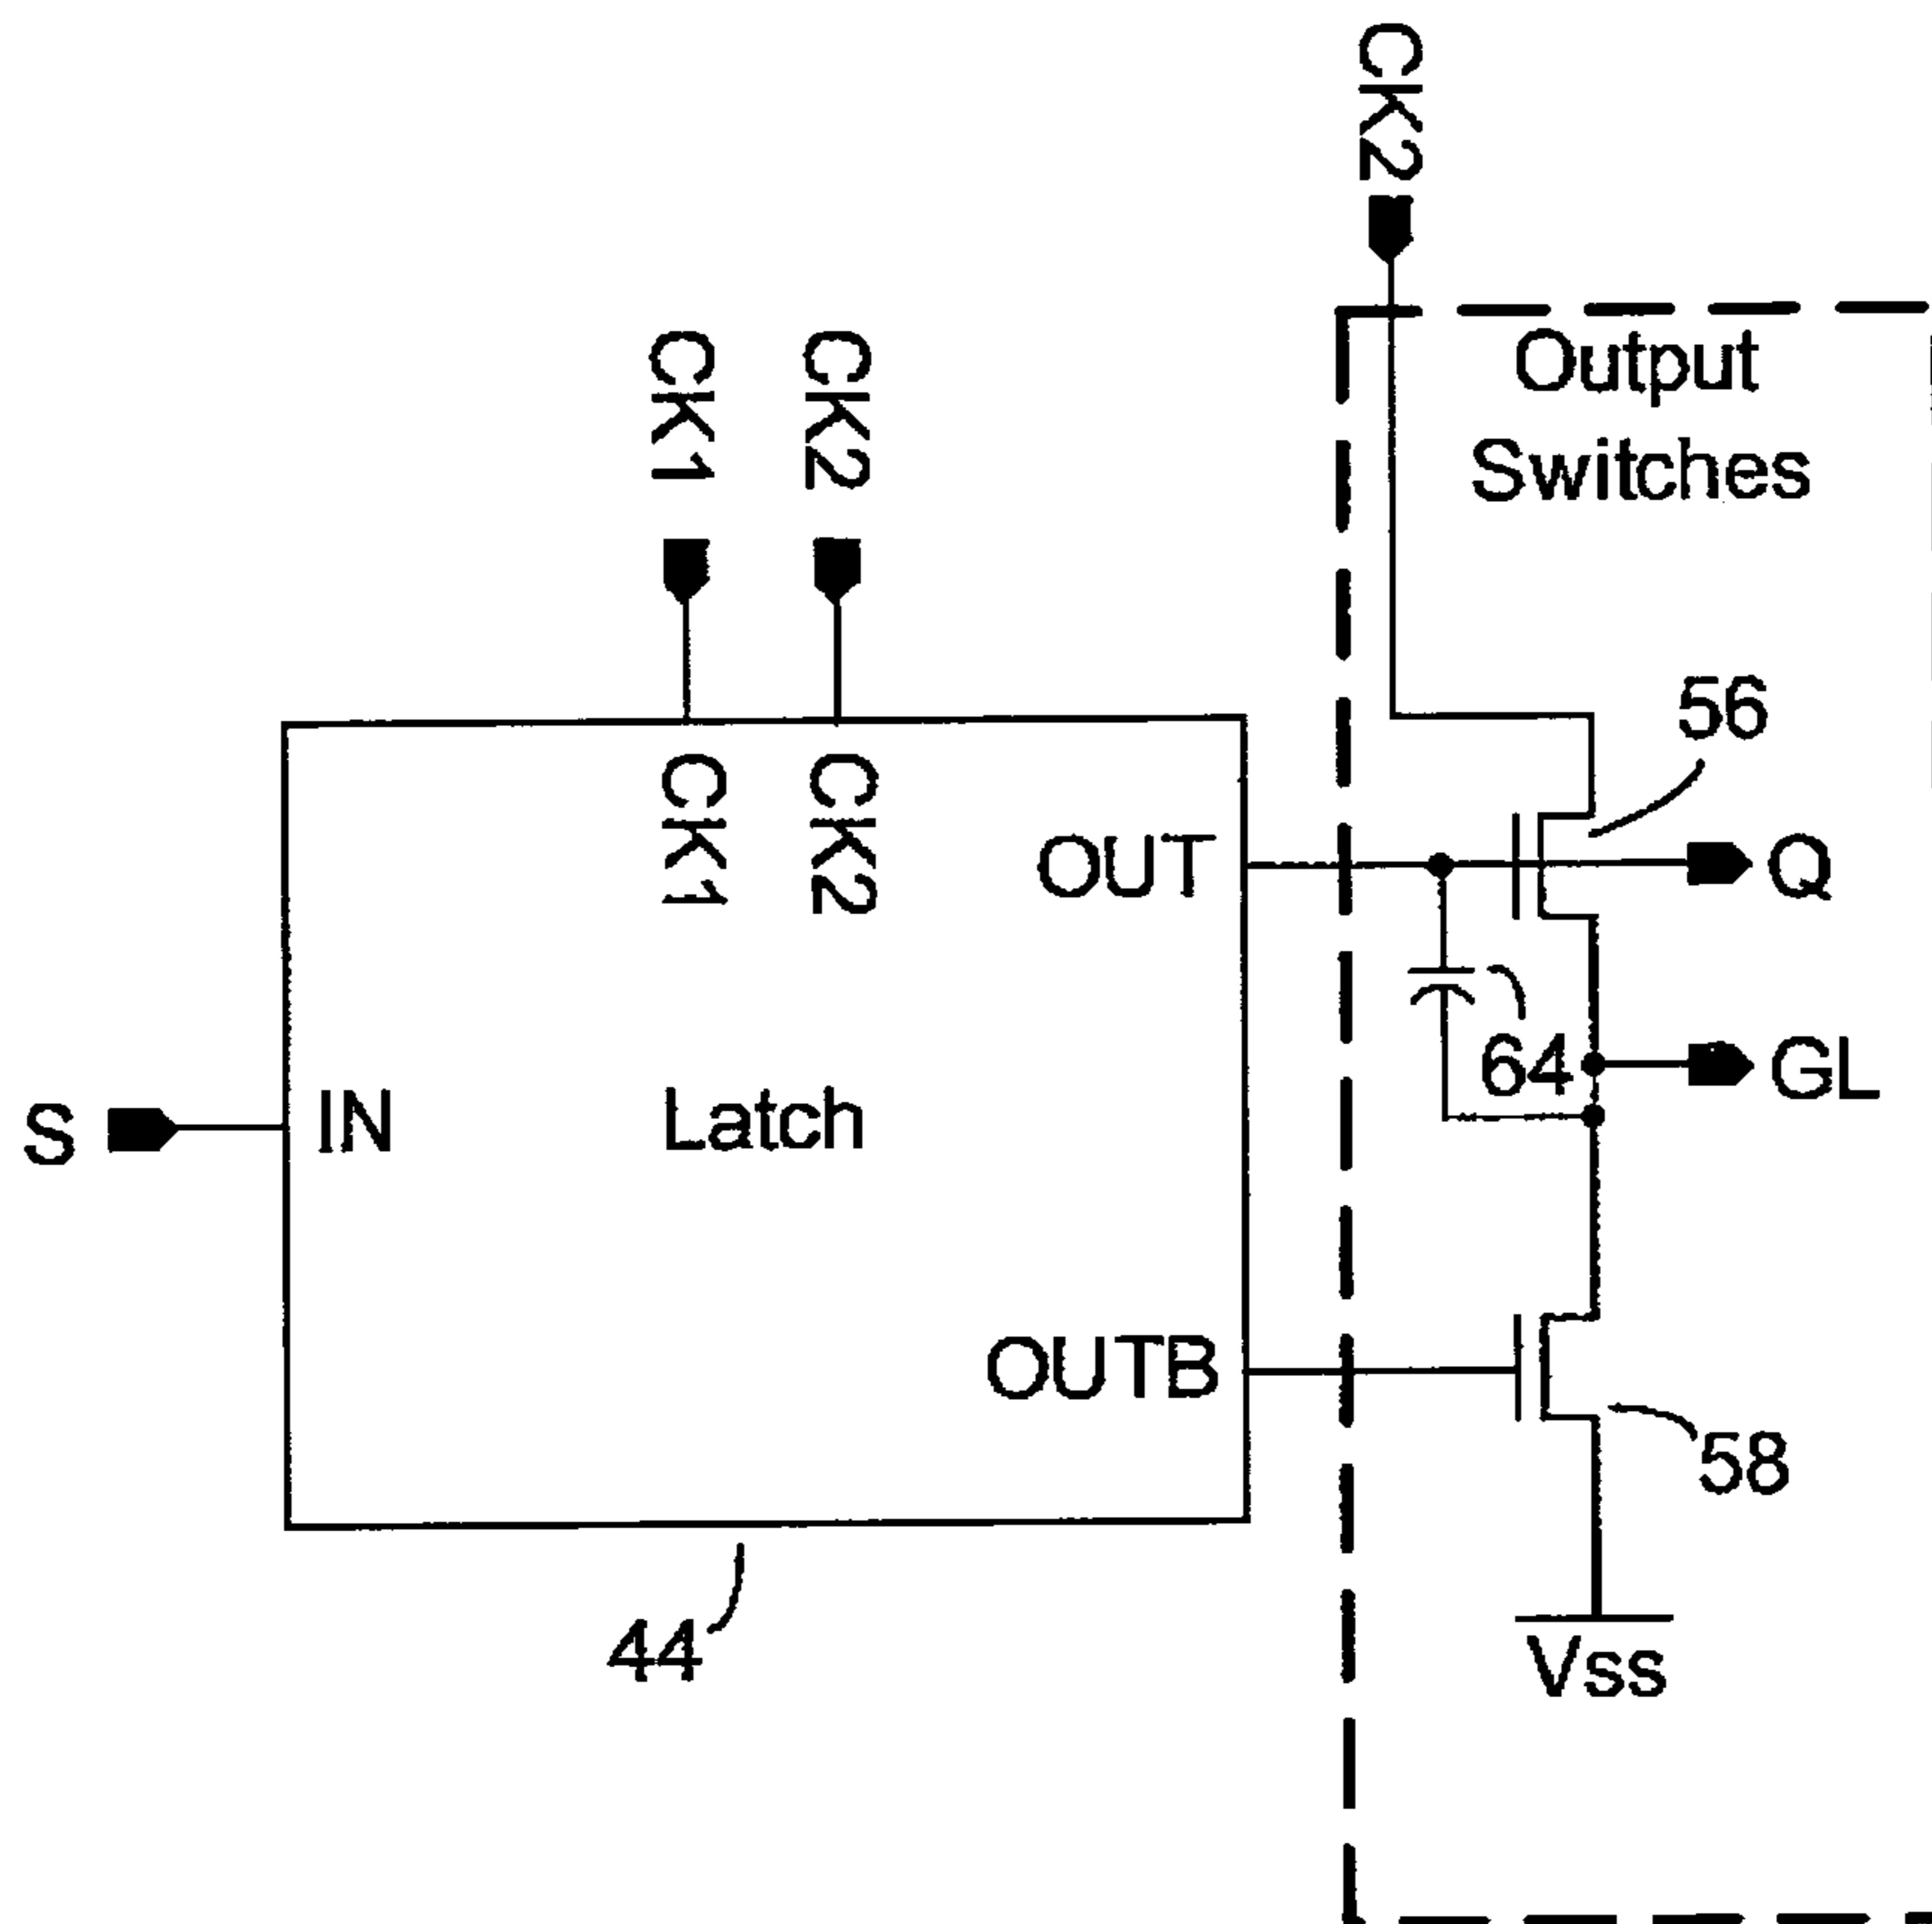 CK2
CK1
CK2
Output
Switches
56
CK1
CK2
OUT
Q
64
GL
S
IN
Latch
OUTB
58
44
Vss